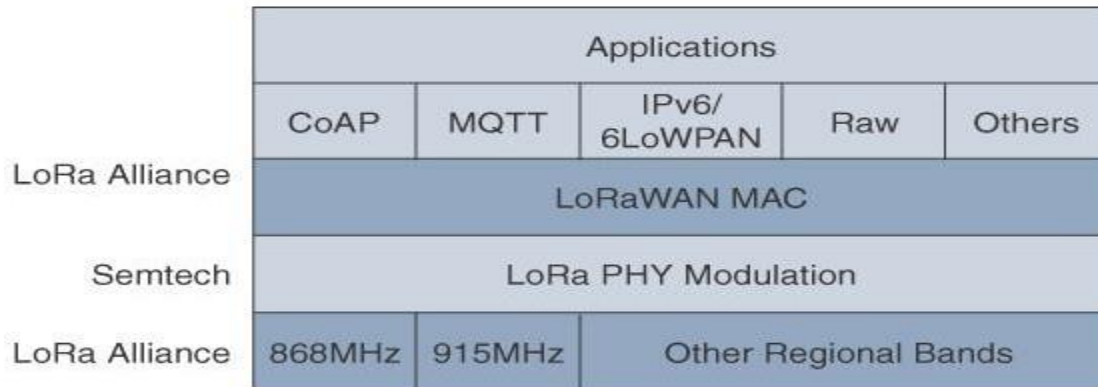 Applications
CoAP MQTT IPv6/ 6LoWPAN Raw Others
LoRa Alliance LoRaWAN MAC
Semtech LoRa PHY Modulation
LoRa Alliance 868MHz 915MHz Other Regional Bands